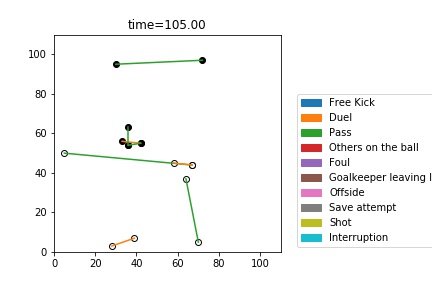 time=105.00
100
80
60
40
20
0
0 20 40 60 80 100
Free Kick
Duel
Pass
Others on the ball
Foul
Goalkeeper leaving l
Offside
Save attempt
Shot
Interruption